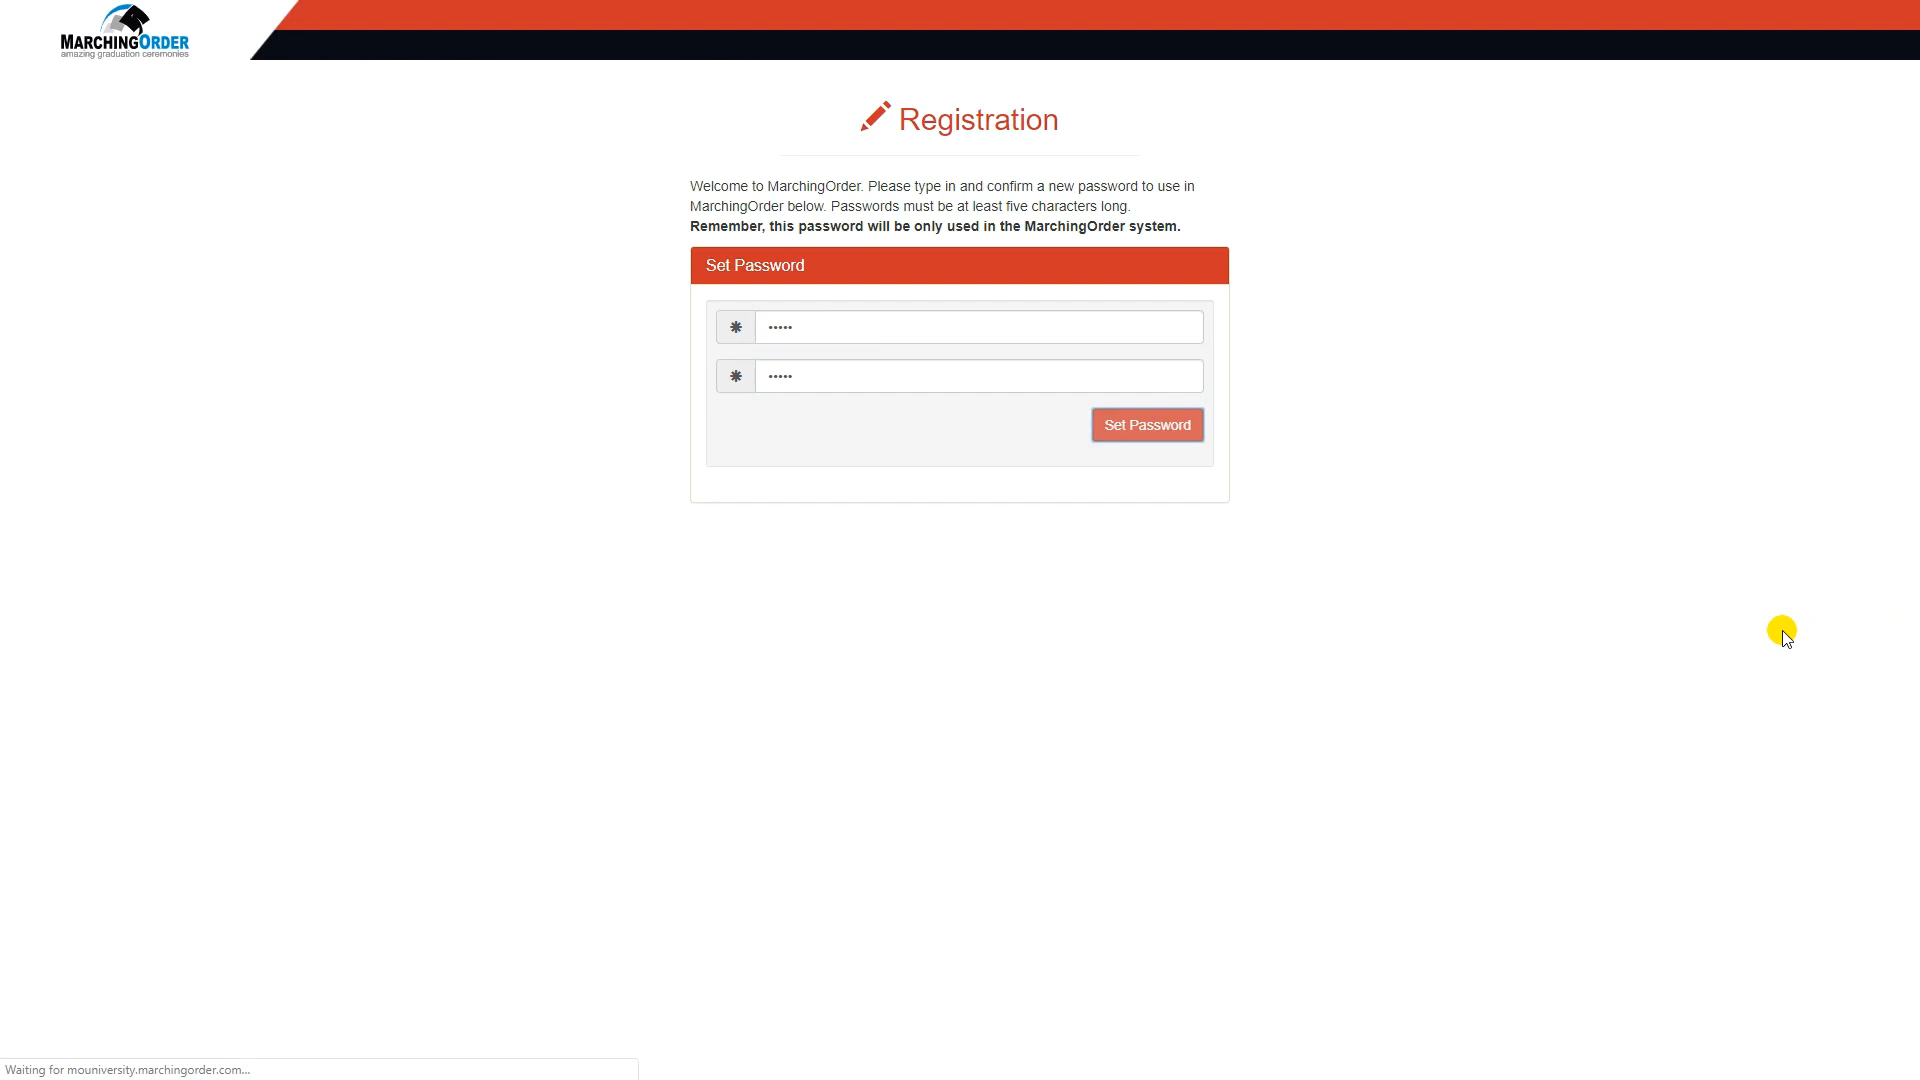 MARCHINGORDER
amazing graduation ceremonies
Registration
Welcome to MarchingOrder. Please type in and confirm a new password to use in
MarchingOrder below. Passwords must be at least five characters long.
Remember, this password will be only used in the MarchingOrder system.
Set Password
•••••
•••••
Set Password
Waiting for mouniversity.marchingorder.com...